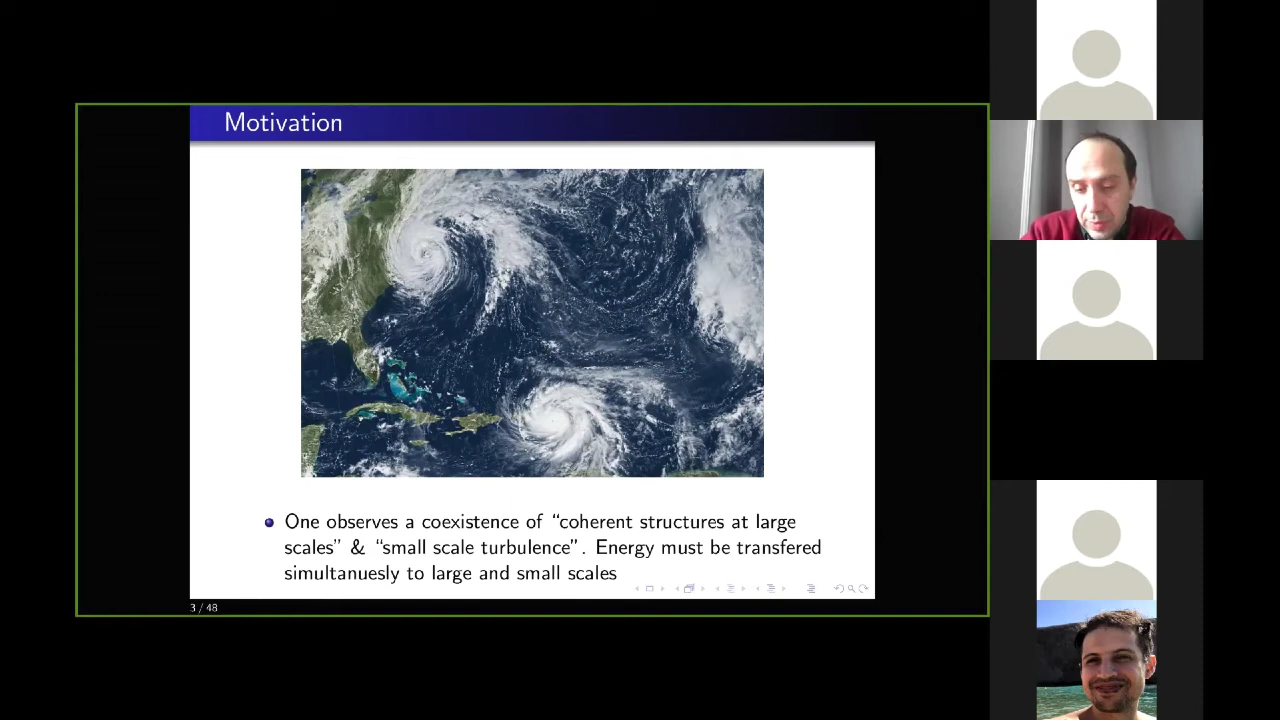 Motivation
One observes a coexistence of “coherent structures at large
scales” & “small scale turbulence”. Energy must be transfered
simultanuesly to large and small scales
3 / 48